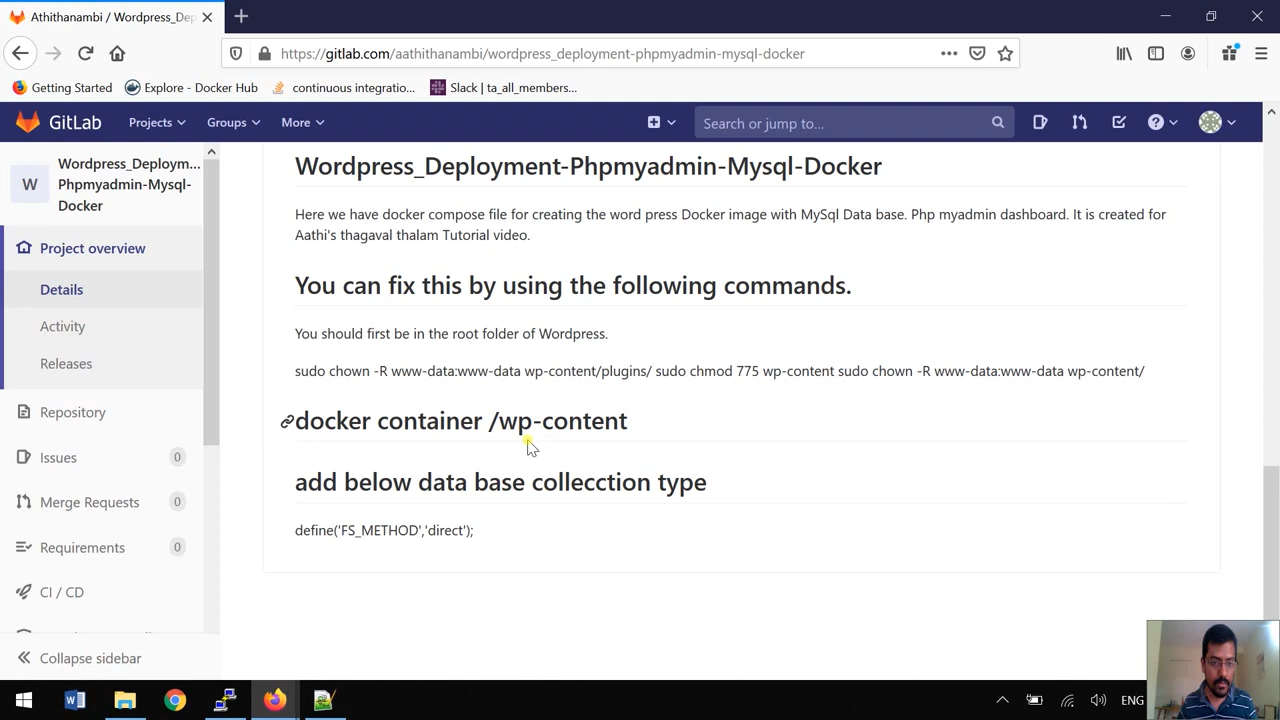 Athithanambi / Wordpress_Dep
https://gitlab.com/aathithanambi/wordpress_deployment-phpmyadmin-mysql-docker
Getting Started
Explore - Docker Hub
continuous integratio...
Slack | ta_all_members...
GitLab
Projects
Groups
More
Search or jump to...
W
Wordpress_Deploym...
Phpmyadmin-Mysql-
Docker
Project overview
Details
Activity
Releases
Repository
Issues 0
Merge Requests 0
Requirements 0
CI / CD
Collapse sidebar
Wordpress_Deployment-Phpmyadmin-Mysql-Docker
Here we have docker compose file for creating the word press Docker image with MySql Data base. Php myadmin dashboard. It is created for
Aathi's thagaval thalam Tutorial video.
You can fix this by using the following commands.
You should first be in the root folder of Wordpress.
sudo chown -R www-data:www-data wp-content/plugins/ sudo chmod 775 wp-content sudo chown -R www-data:www-data wp-content/
docker container /wp-content
add below data base collecction type
define('FS_METHOD','direct');
ENG